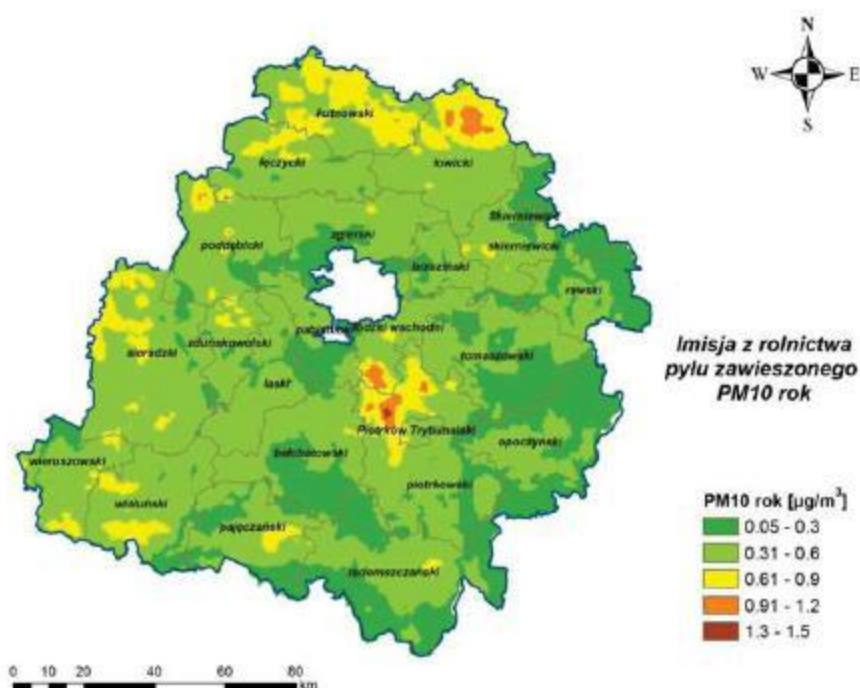 N
W E
S
kutnowski
łęczycki
łowicki
Skierniewice
zgierski
poddębicki
skierniewicki
brzeziński
rawski
łódzki wschodni
zduńskowolski
sieradzki
tomaszowski
łaski
Imisja z rolnictwa
pyłu zawieszonego
PM10 rok
Piotrków Trybunalski
opoczyński
bełchatowski
wieruszowski
piotrkowski
wieluński
pajęczański
radomszczański
PM10 rok [µg/m³]
0.05 - 0.3
0.31 - 0.6
0.61 - 0.9
0.91 - 1.2
1.3 - 1.5
0 10 20 40 60 80
km